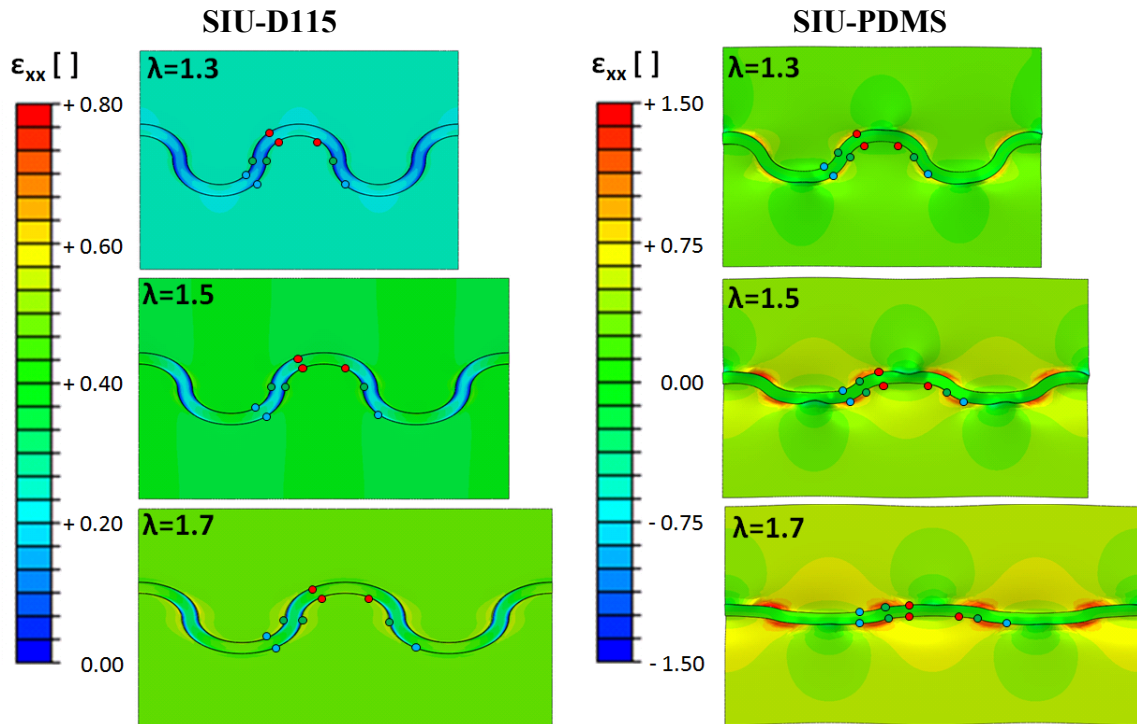 SIU-D115
SIU-PDMS
εxx [ ]
λ=1.3
+ 0.80
+ 0.60
+ 0.40
+ 0.20
0.00
λ=1.5
λ=1.7
εxx [ ]
λ=1.3
+ 1.50
+ 0.75
0.00
- 0.75
- 1.50
λ=1.5
λ=1.7